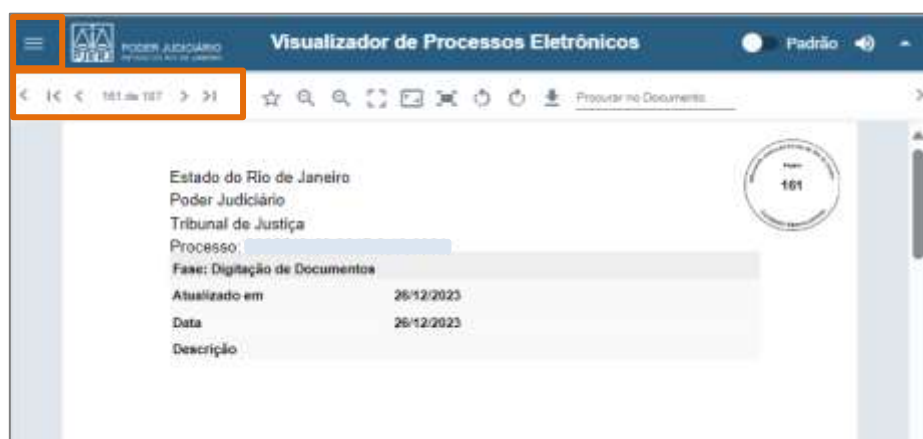 PODER JUDICIÁRIO
Visualizador de Processos Eletrônicos
Padrão
161 de 187
Procurar no Documento
161
Estado do Rio de Janeiro
Poder Judiciário
Tribunal de Justiça
Processo:
Fase: Digitação de Documentos
Atualizado em 26/12/2023
Data 26/12/2023
Descrição